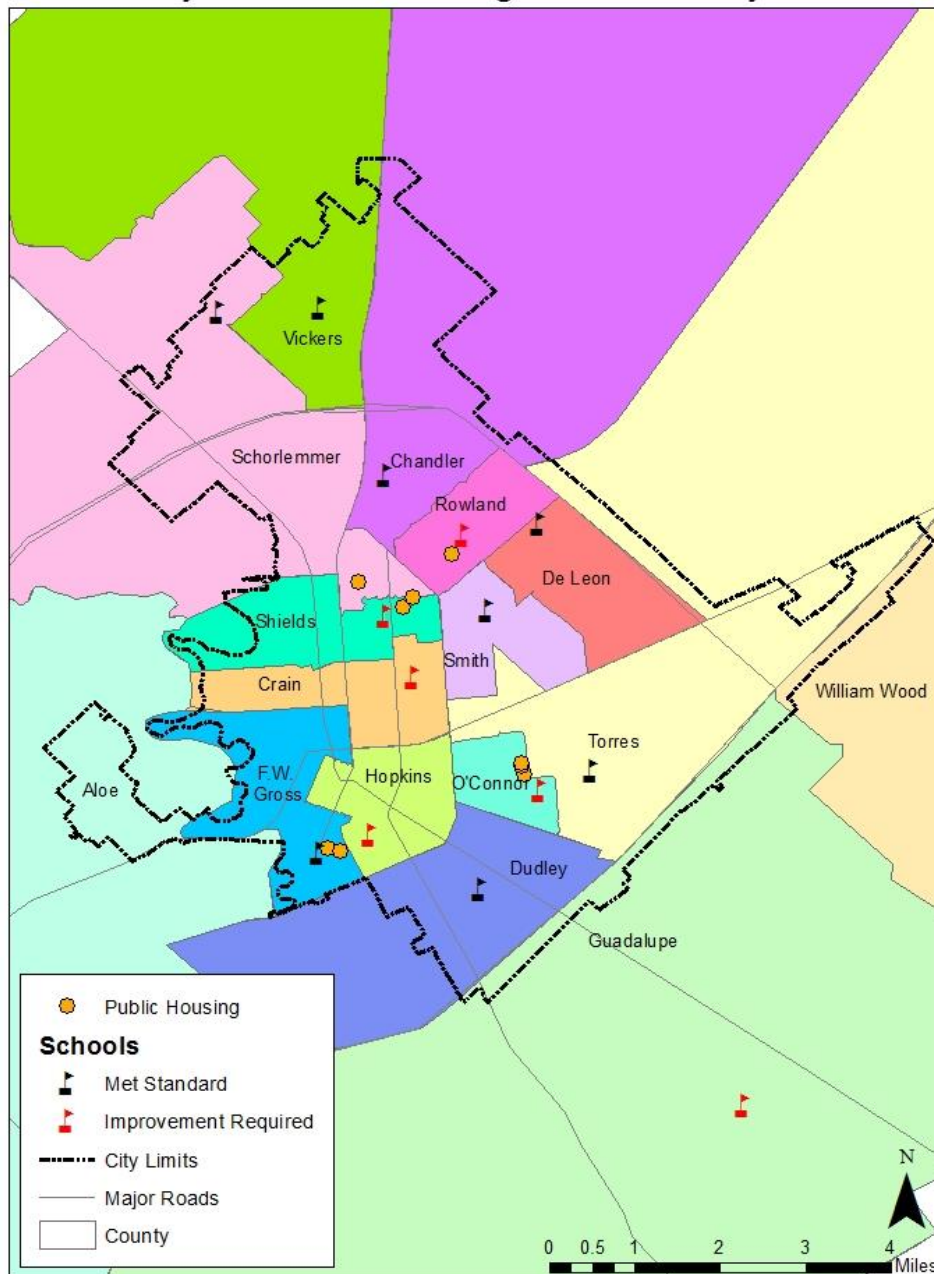 Vickers
Schorlemmer
Chandler
Rowland
De Leon
Shields
Smith
Crain
William Wood
Torres
F.W.
Gross
Hopkins
O'Connor
Aloe
Dudley
Guadalupe
Public Housing
Schools
Met Standard
Improvement Required
City Limits
Major Roads
County
N
0 0.5 1 2 3 4
Miles